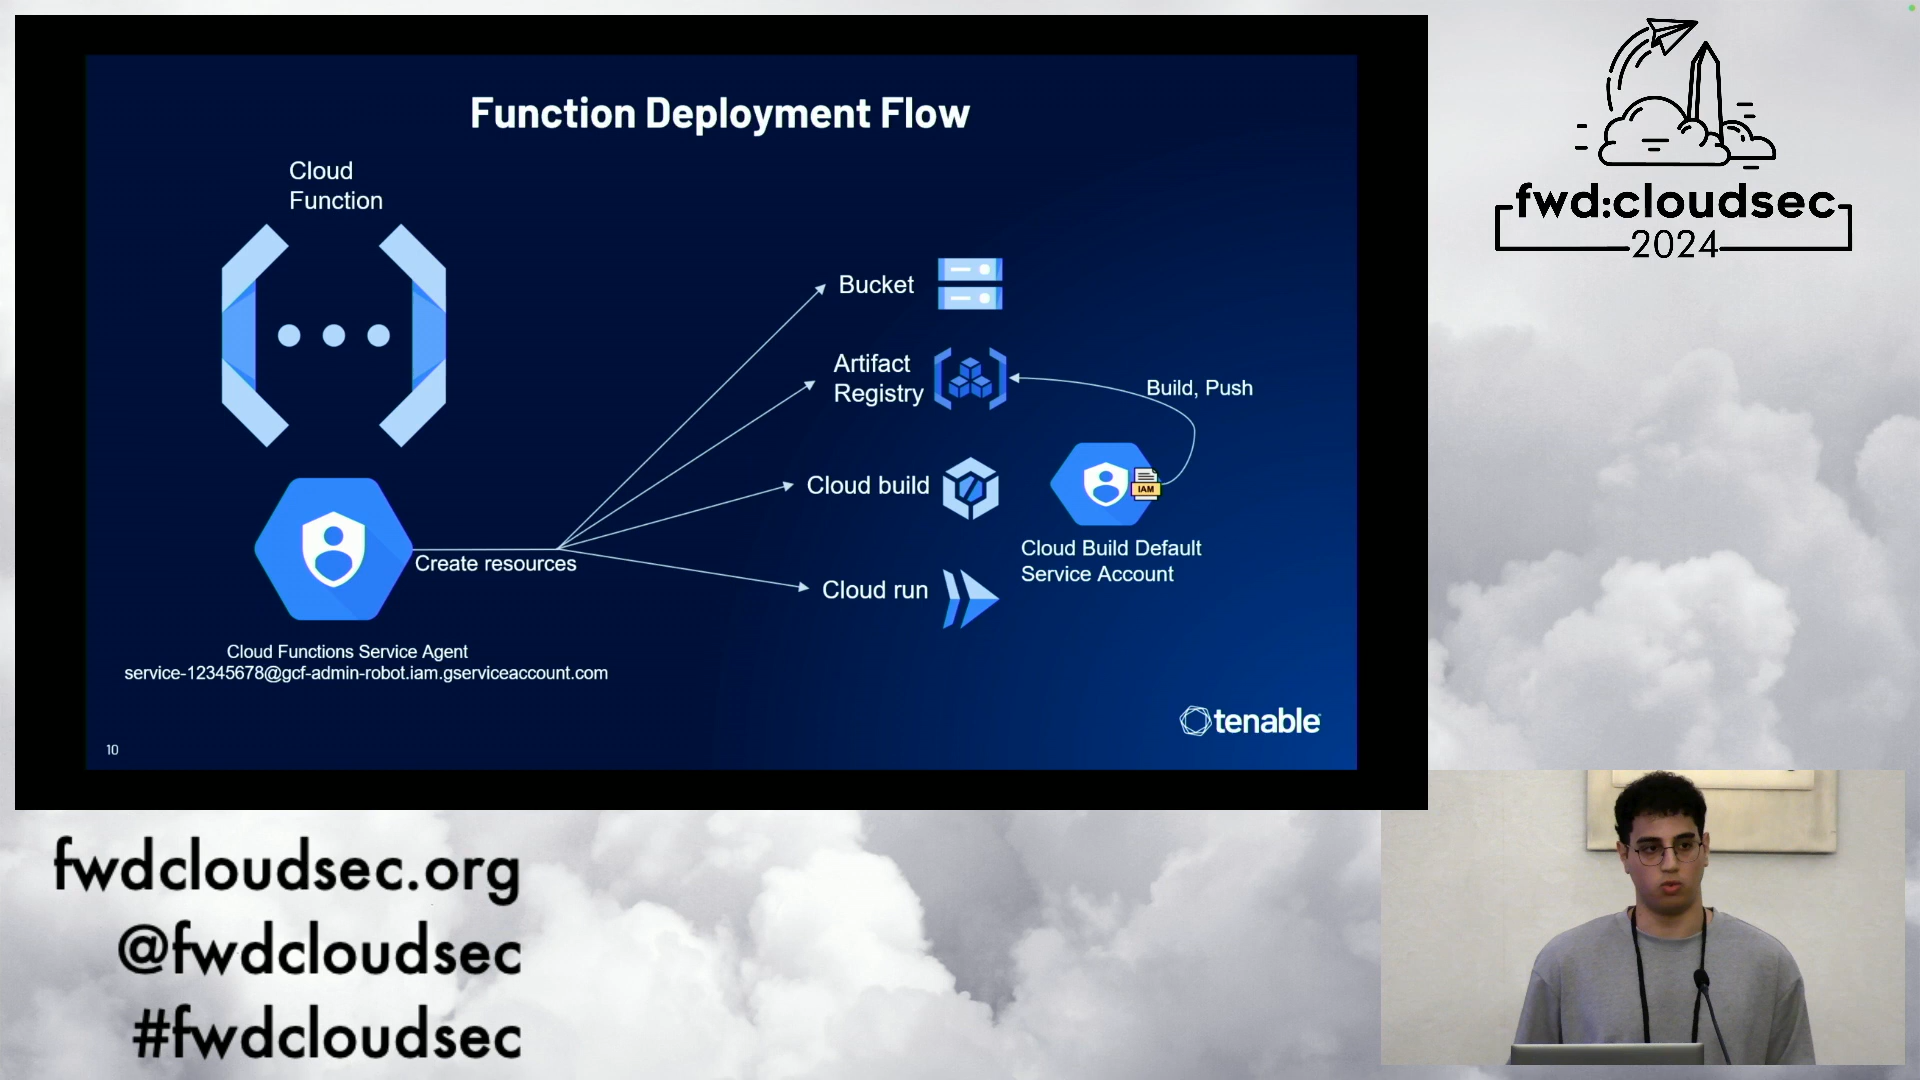 Function Deployment Flow
Cloud
Function
Bucket
Artifact
Registry
Build, Push
Cloud build
IAM
Cloud Build Default
Service Account
Create resources
Cloud run
Cloud Functions Service Agent
service-12345678@gcf-admin-robot.iam.gserviceaccount.com
tenable
10
fwd:cloudsec
2024
fwdcloudsec.org
@fwdcloudsec
#fwdcloudsec